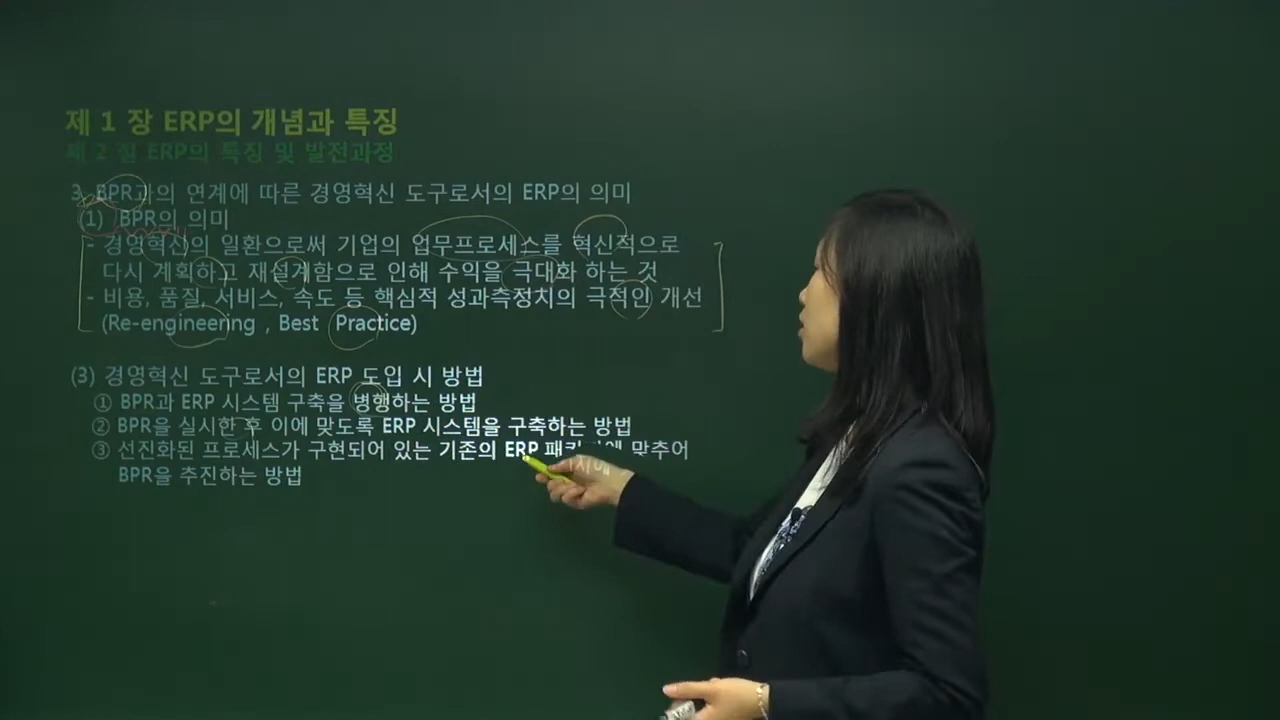 제 1 장 ERP의 개념과 특징
제 2 절 ERP의 특징 및 발전과정
3. BPR과의 연계에 따른 경영혁신 도구로서의 ERP의 의미
(1) BPR의 의미
- 경영혁신의 일환으로써 기업의 업무프로세스를 혁신적으로
다시 계획하고 재설계함으로 인해 수익을 극대화 하는 것
- 비용, 품질, 서비스, 속도 등 핵심적 성과측정치의 극적인 개선
(Re-engineering , Best Practice)
(3) 경영혁신 도구로서의 ERP 도입 시 방법
① BPR과 ERP 시스템 구축을 병행하는 방법
② BPR을 실시한 후 이에 맞도록 ERP 시스템을 구축하는 방법
③ 선진화된 프로세스가 구현되어 있는 기존의 ERP 패키지에 맞추어
BPR을 추진하는 방법